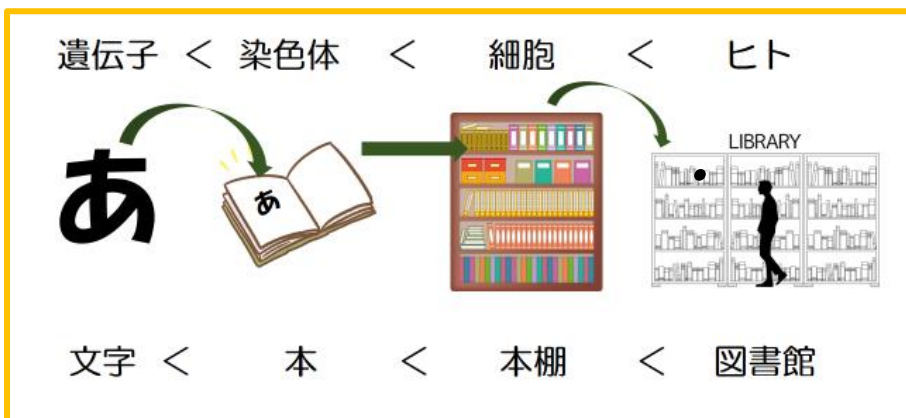 遺伝子 < 染色体 < 細胞 < ヒト
LIBRARY
あ
あ
文字 < 本 < 本棚 < 図書館